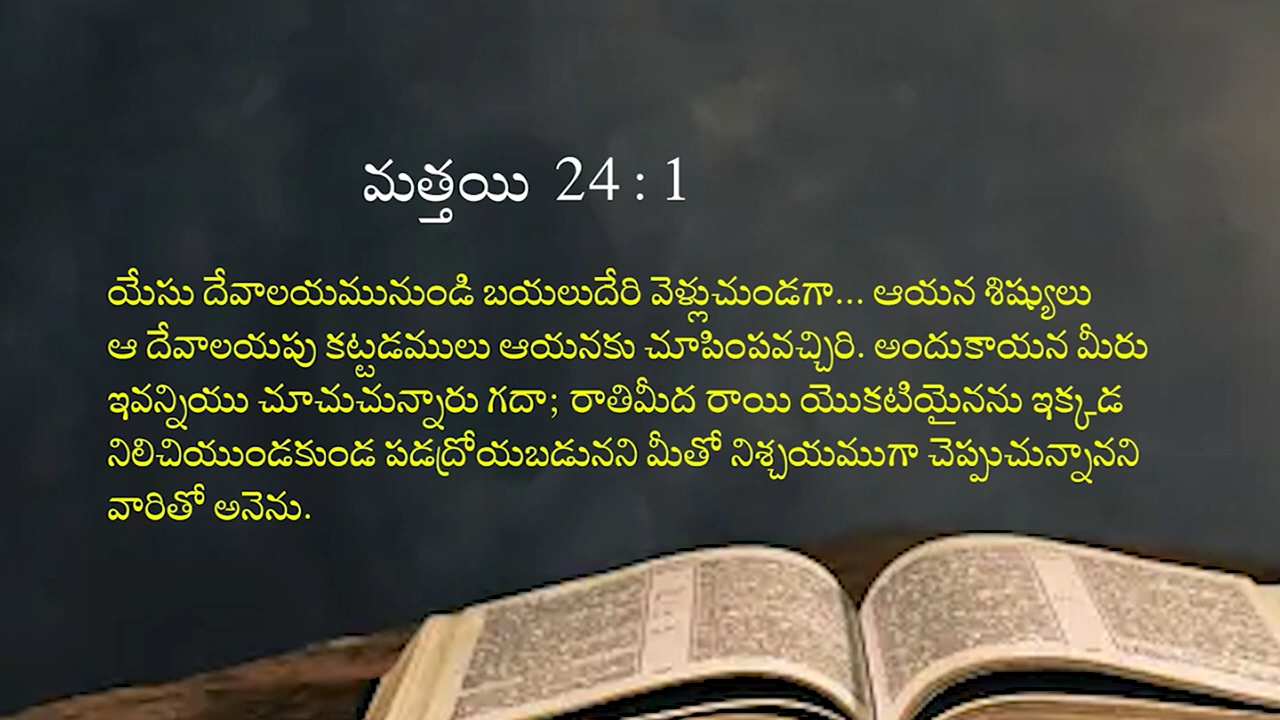 మత్తయి 24 : 1
యేసు దేవాలయమునుండి బయలుదేరి వెళ్లుచుండగా... ఆయన శిష్యులు
ఆ దేవాలయపు కట్టడములు ఆయనకు చూపింపవచ్చిరి. అందుకాయన మీరు
ఇవన్నియు చూచుచున్నారు గదా; రాతిమీద రాయి యొకటియైనను ఇక్కడ
నిలిచియుండకుండ పడద్రోయబడునని మీతో నిశ్చయముగా చెప్పుచున్నానని
వారితో అనెను.